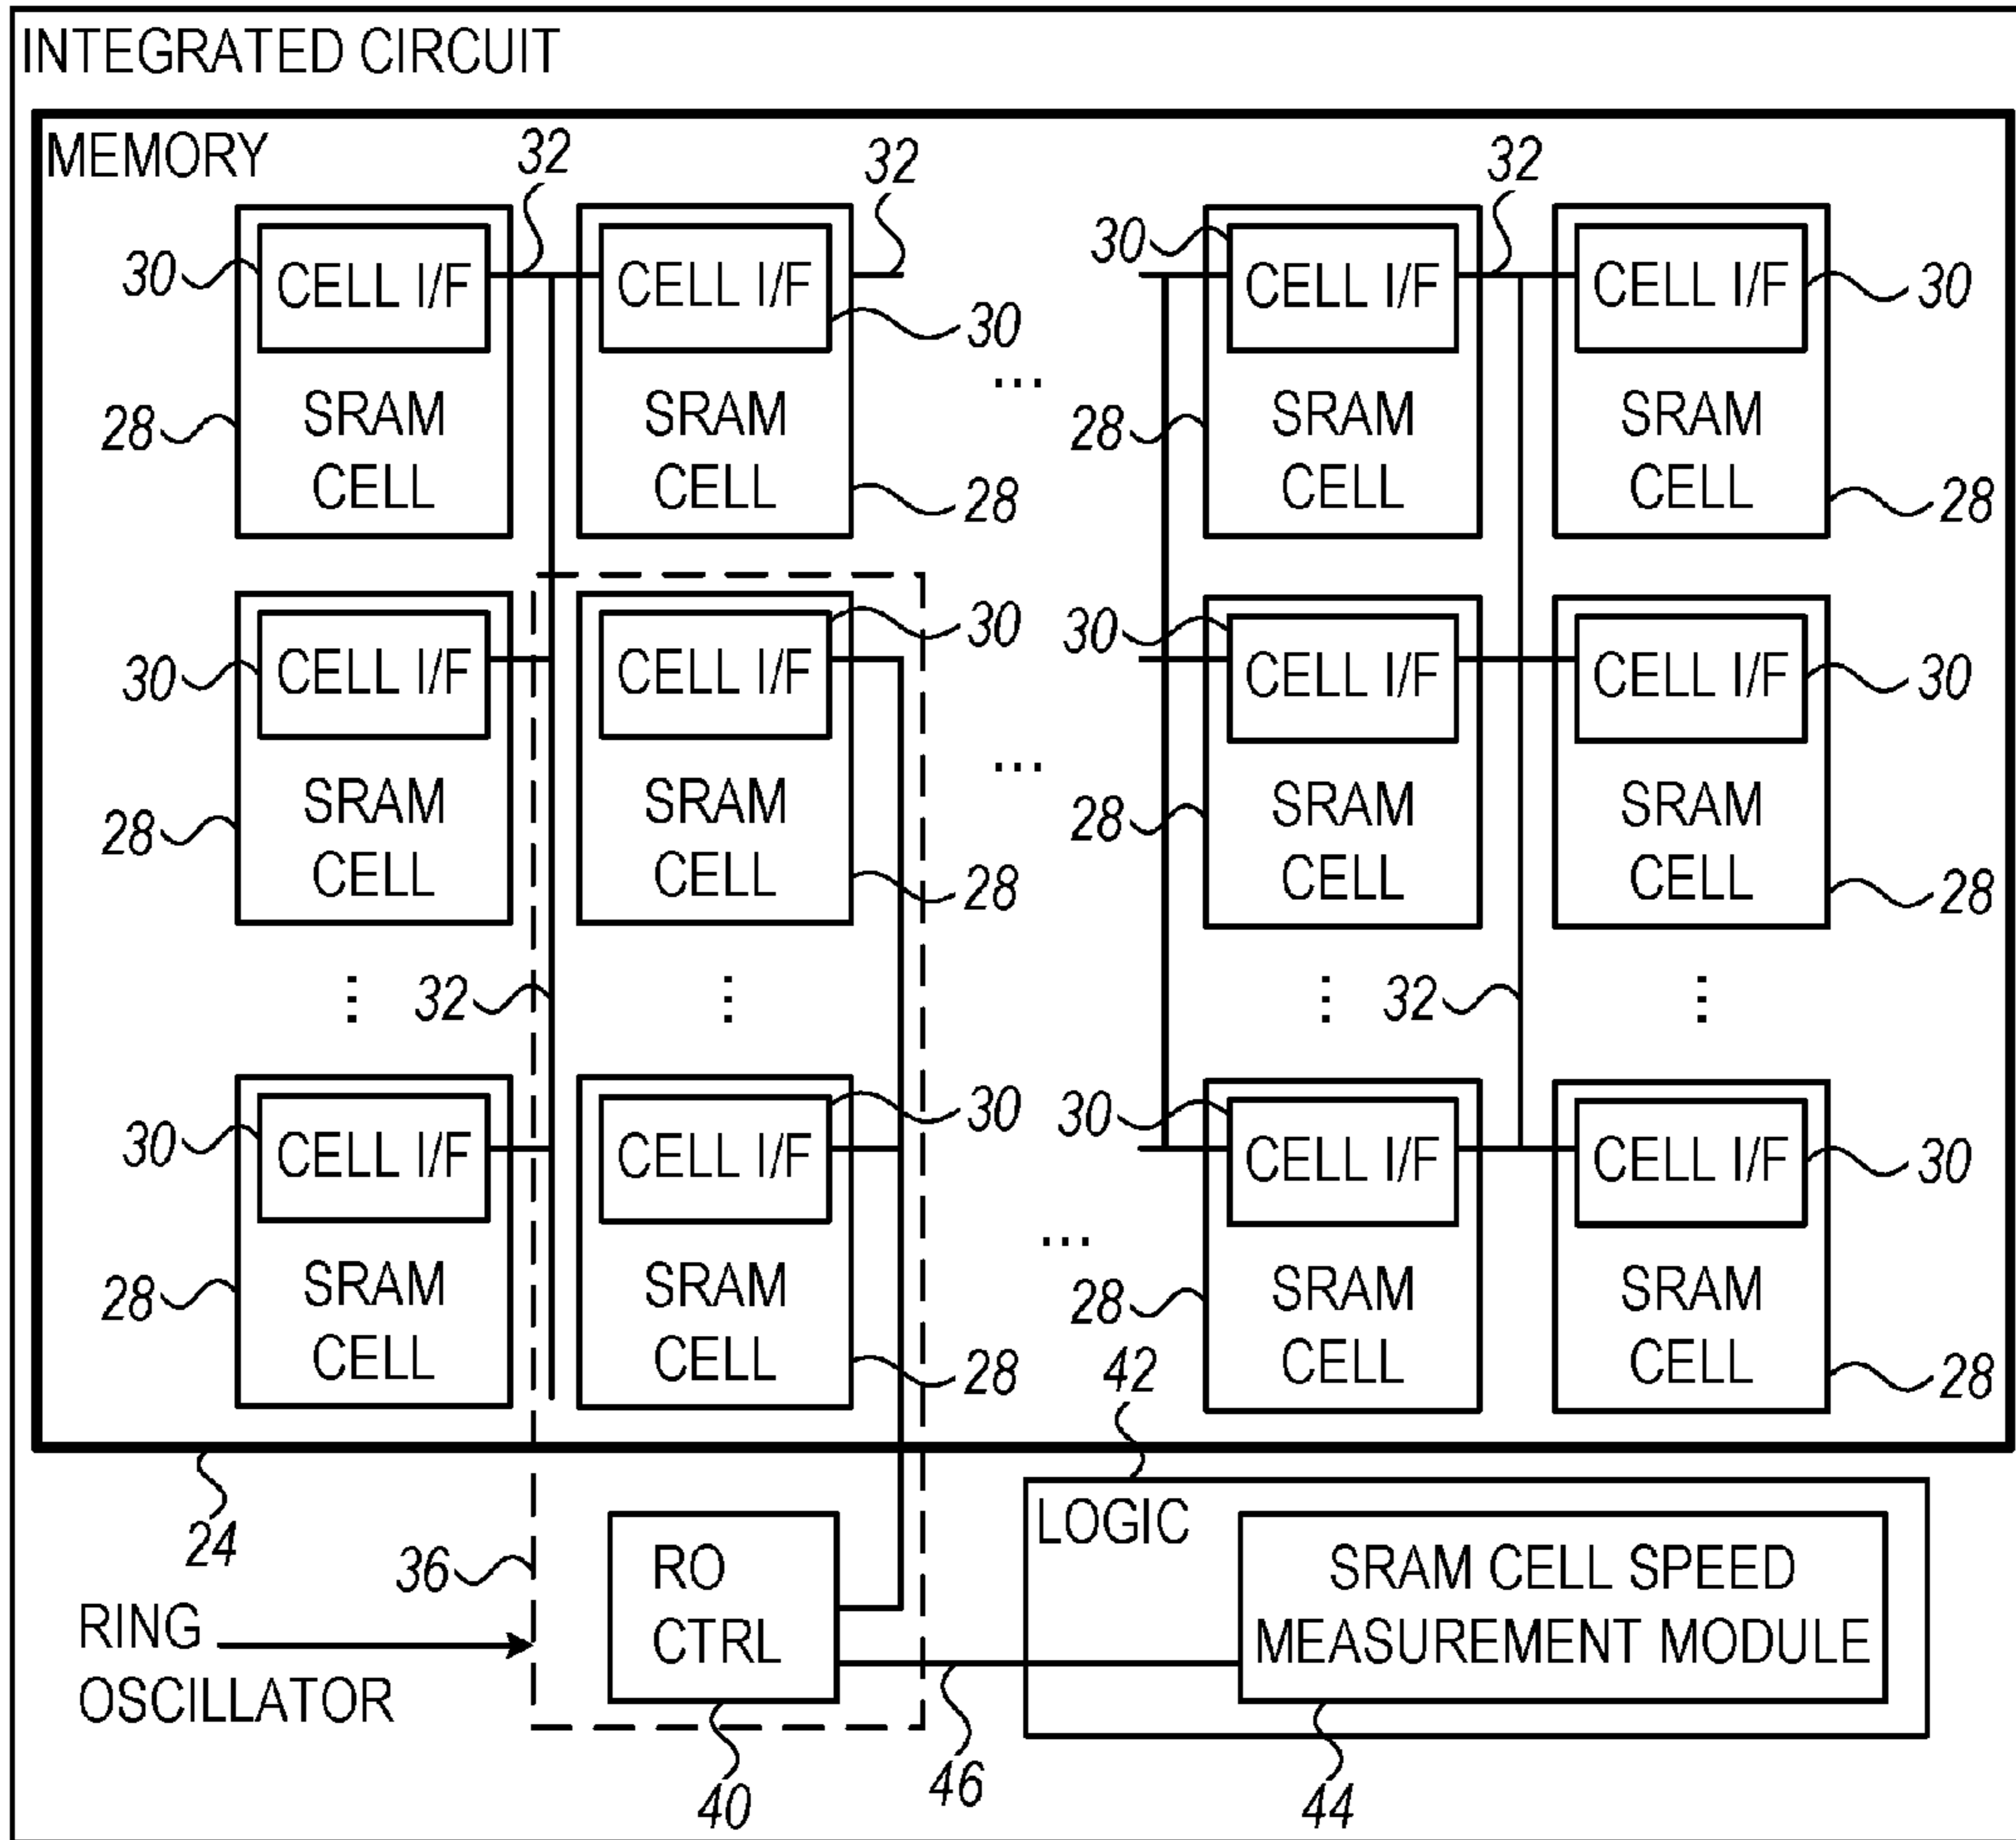 INTEGRATED CIRCUIT
MEMORY
32
32
32
30
CELL I/F
CELL I/F
30
30
CELL I/F
CELL I/F
30
28
SRAM
CELL
SRAM
CELL
28
...
28
SRAM
CELL
SRAM
CELL
28
30
CELL I/F
CELL I/F
30
30
CELL I/F
CELL I/F
30
28
SRAM
CELL
SRAM
CELL
28
...
28
SRAM
CELL
SRAM
CELL
28
⋮
32
⋮
⋮
32
⋮
30
CELL I/F
CELL I/F
30
30
CELL I/F
CELL I/F
30
28
SRAM
CELL
SRAM
CELL
28
...
28
SRAM
CELL
SRAM
CELL
28
42
24
36
RING
OSCILLATOR
RO
CTRL
LOGIC
SRAM CELL SPEED
MEASUREMENT MODULE
40
46
44